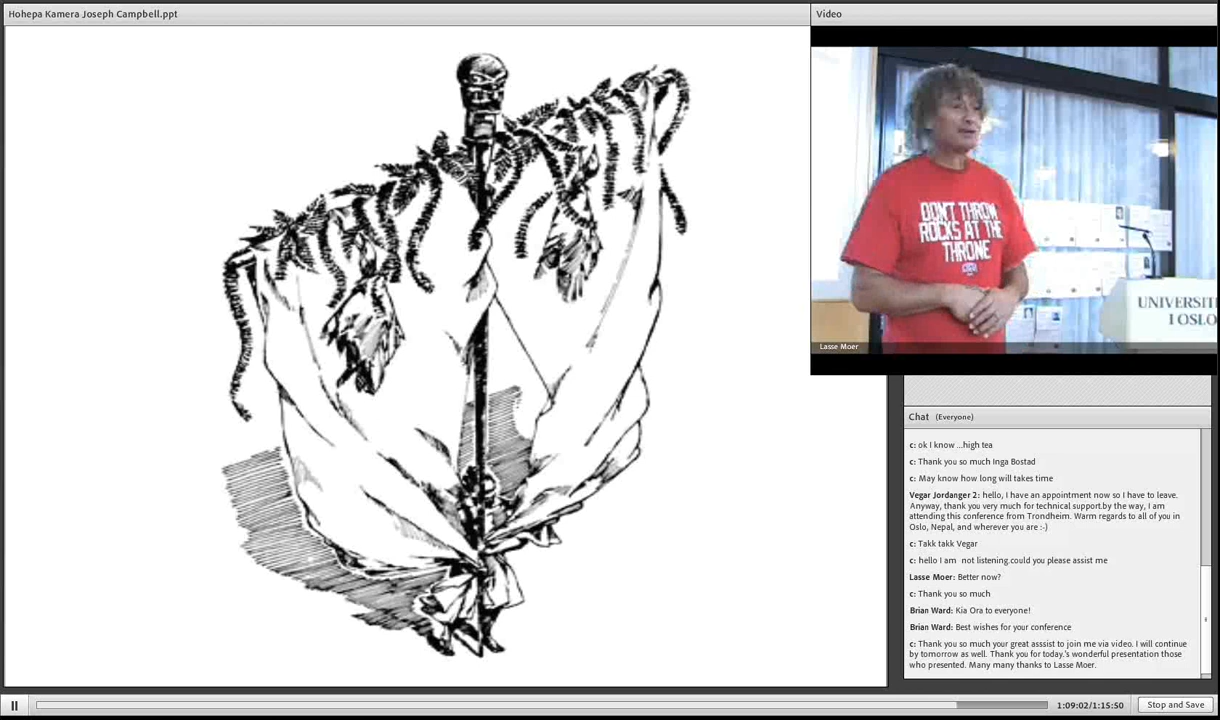 Hohepa Kamera Joseph Campbell.ppt
Video
DON'T THROW
ROCKS AT THE
THRONE
UNIVERSITE
I OSLO
Lasse Moer
Chat (Everyone)
c: ok I know ...high tea
c: Thank you so much Inga Bostad
c: May know how long will takes time
Vegar Jordanger 2: hello, I have an appointment now so I have to leave.
Anyway, thank you very much for technical support.by the way, I am
attending this conference from Trondheim. Warm regards to all of you in
Oslo, Nepal, and wherever you are :-)
c: Takk takk Vegar
c: hello I am  not listening.could you please assist me
Lasse Moer: Better now?
c: Thank you so much
Brian Ward: Kia Ora to everyone!
Brian Ward: Best wishes for your conference
c: Thank you so much your great asssist to join me via video. I will continue
by tomorrow as well. Thank you for today.'s wonderful presentation those
who presented. Many many thanks to Lasse Moer.
1:09:02/1:15:50
Stop and Save